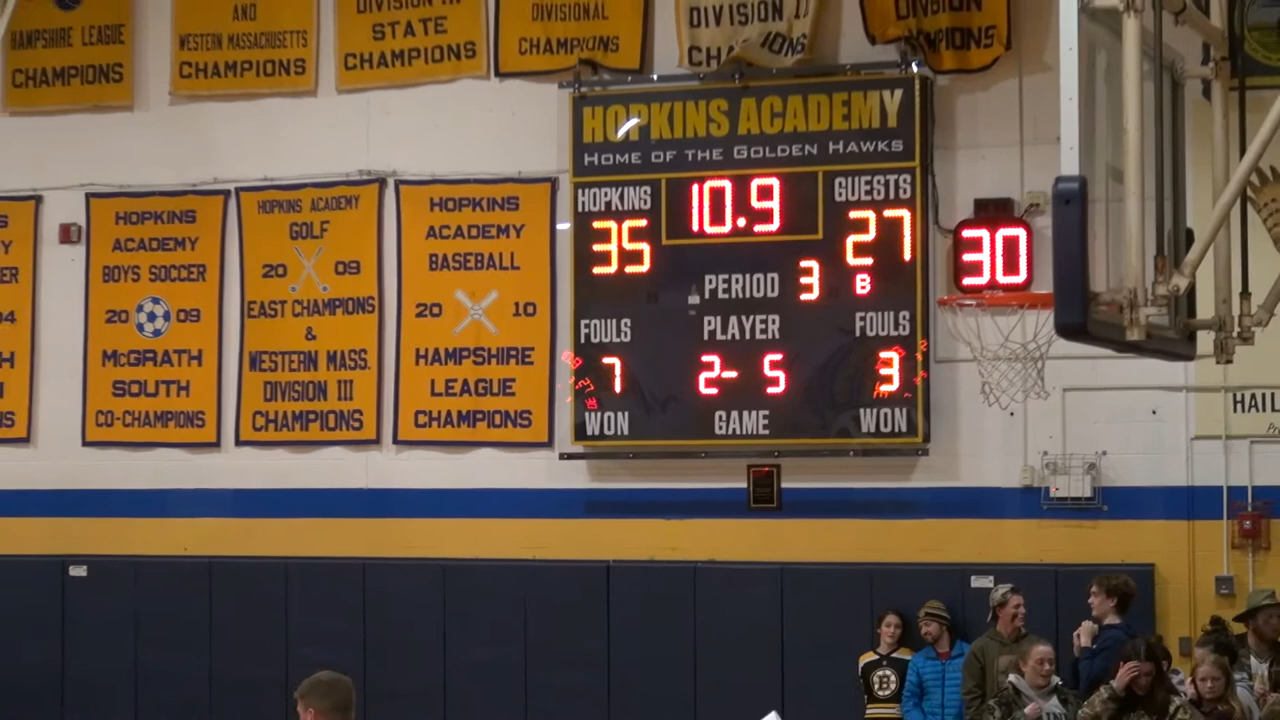 HAMPSHIRE LEAGUE
CHAMPIONS
AND
WESTERN MASSACHUSETTS
CHAMPIONS
DIVISION III
STATE
CHAMPIONS
DIVISIONAL
CHAMPIONS
DIVISION II
DIVISION
HOPKINS
ACADEMY
BOYS SOCCER
20 09
McGRATH
SOUTH
CO-CHAMPIONS
HOPKINS ACADEMY
GOLF
20 09
EAST CHAMPIONS
&
WESTERN MASS.
DIVISION III
CHAMPIONS
HOPKINS
ACADEMY
BASEBALL
20 10
HAMPSHIRE
LEAGUE
CHAMPIONS
HOPKINS ACADEMY
HOME OF THE GOLDEN HAWKS
HOPKINS 10.9 GUESTS
35 27
PERIOD 3 B
FOULS PLAYER FOULS
7 2- 5 3
WON GAME WON
30
HAIL
B